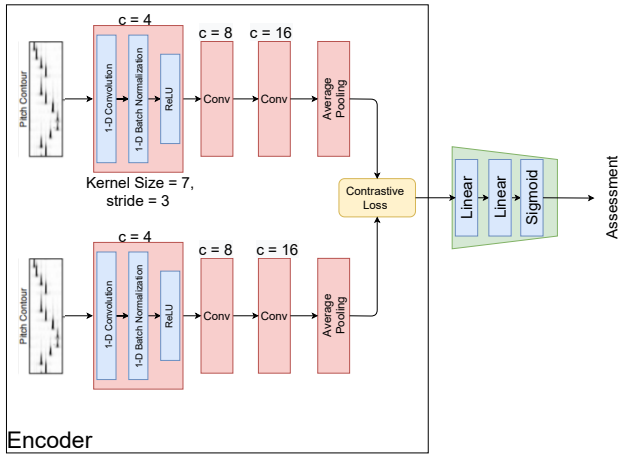 c = 4
c = 8
c = 16
Pitch Contour
1-D Convolution
1-D Batch Normalization
ReLU
Conv
Conv
Average
Pooling
Kernel Size = 7,
stride = 3
Contrastive
Loss
Linear
Linear
Sigmoid
Assessment
c = 4
c = 8
c = 16
Pitch Contour
1-D Convolution
1-D Batch Normalization
ReLU
Conv
Conv
Average
Pooling
Encoder